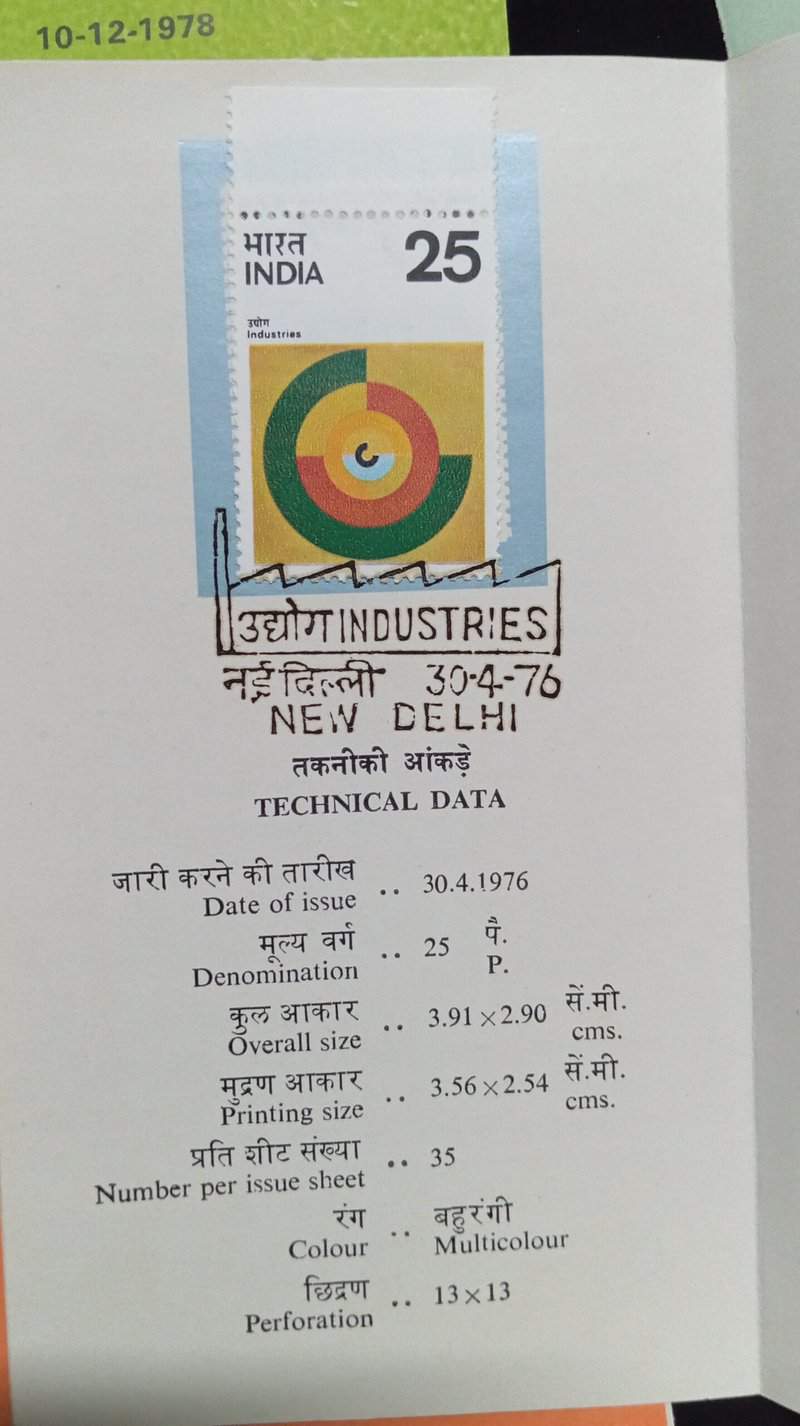 10-12-1978
भारत 25
INDIA
उद्योग
Industries
उद्योग INDUSTRIES
नई दिल्ली 30-4-76
NEW DELHI
तकनीकी आंकड़े
TECHNICAL DATA
जारी करने की तारीख .. 30.4.1976
Date of issue
मूल्य वर्ग .. 25 पै.
Denomination P.
कुल आकार .. 3.91 × 2.90 सें.मी.
Overall size cms.
मुद्रण आकार .. 3.56 × 2.54 सें.मी.
Printing size cms.
प्रति शीट संख्या .. 35
Number per issue sheet
रंग .. बहुरंगी
Colour Multicolour
छिद्रण .. 13 × 13
Perforation